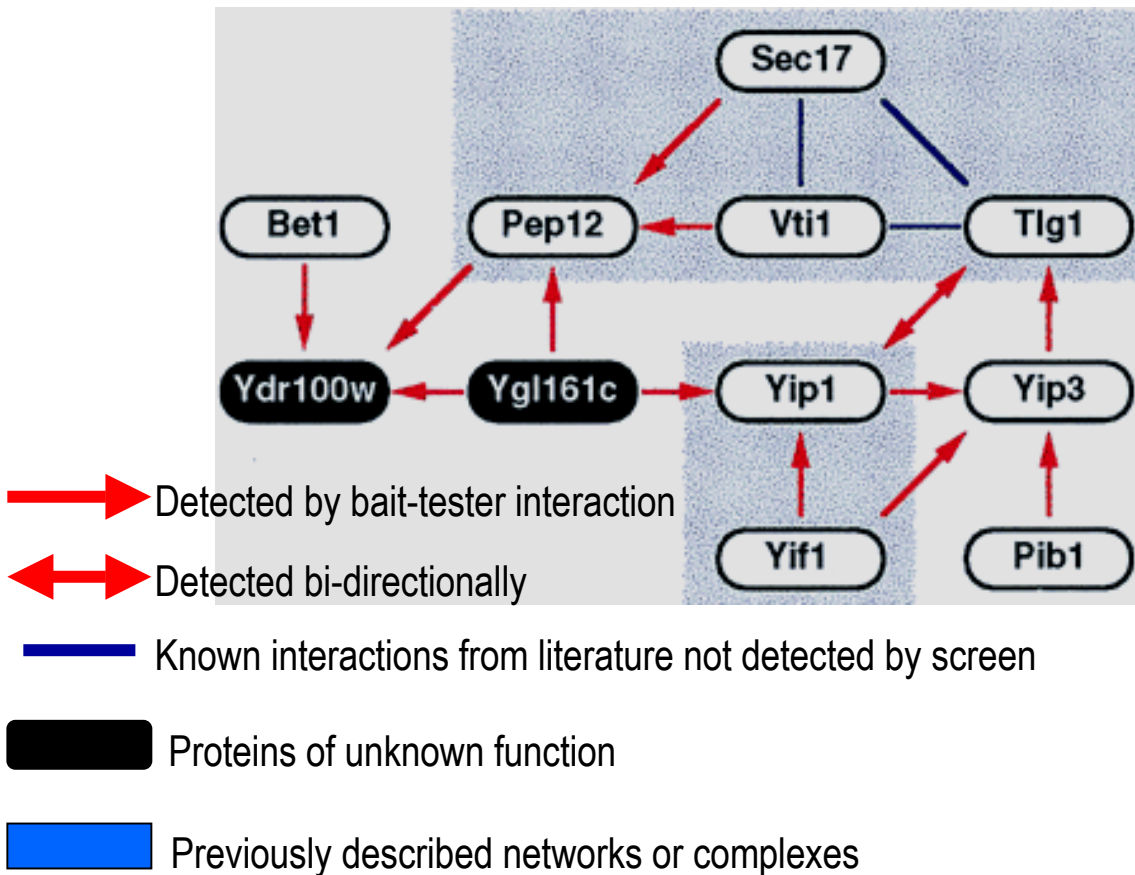 Sec17
Bet1 Pep12 Vti1 Tlg1
Ydr100w Ygl161c Yip1 Yip3
Yif1 Pib1
Detected by bait-tester interaction
Detected bi-directionally
Known interactions from literature not detected by screen
Proteins of unknown function
Previously described networks or complexes